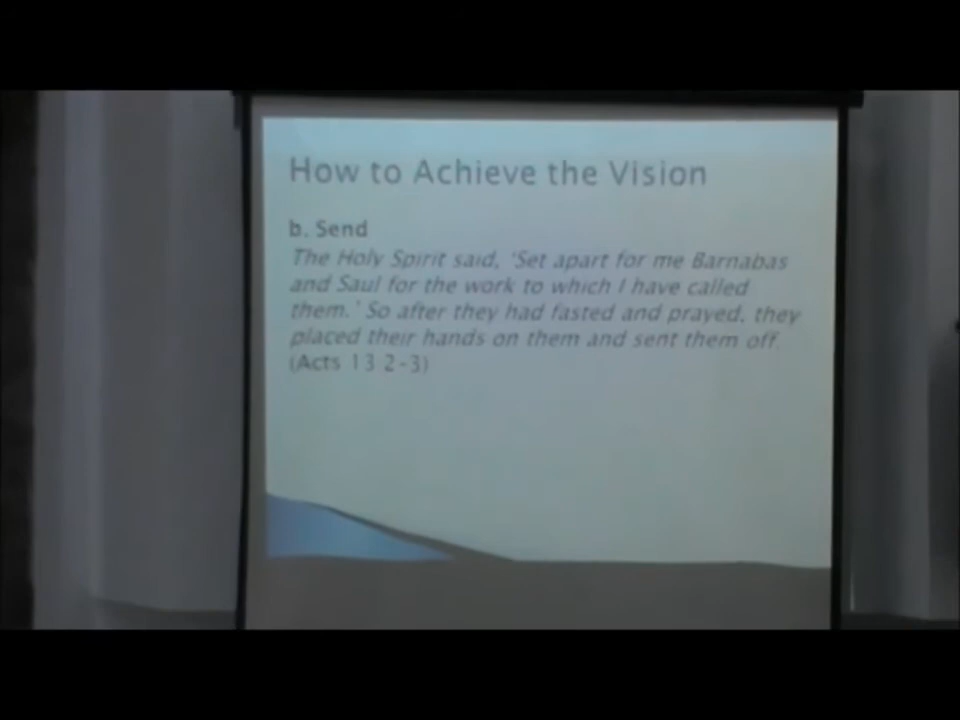 How to Achieve the Vision
b. Send
The Holy Spirit said, 'Set apart for me Barnabas
and Saul for the work to which I have called
them.' So after they had fasted and prayed, they
placed their hands on them and sent them off.
(Acts 13 2-3)